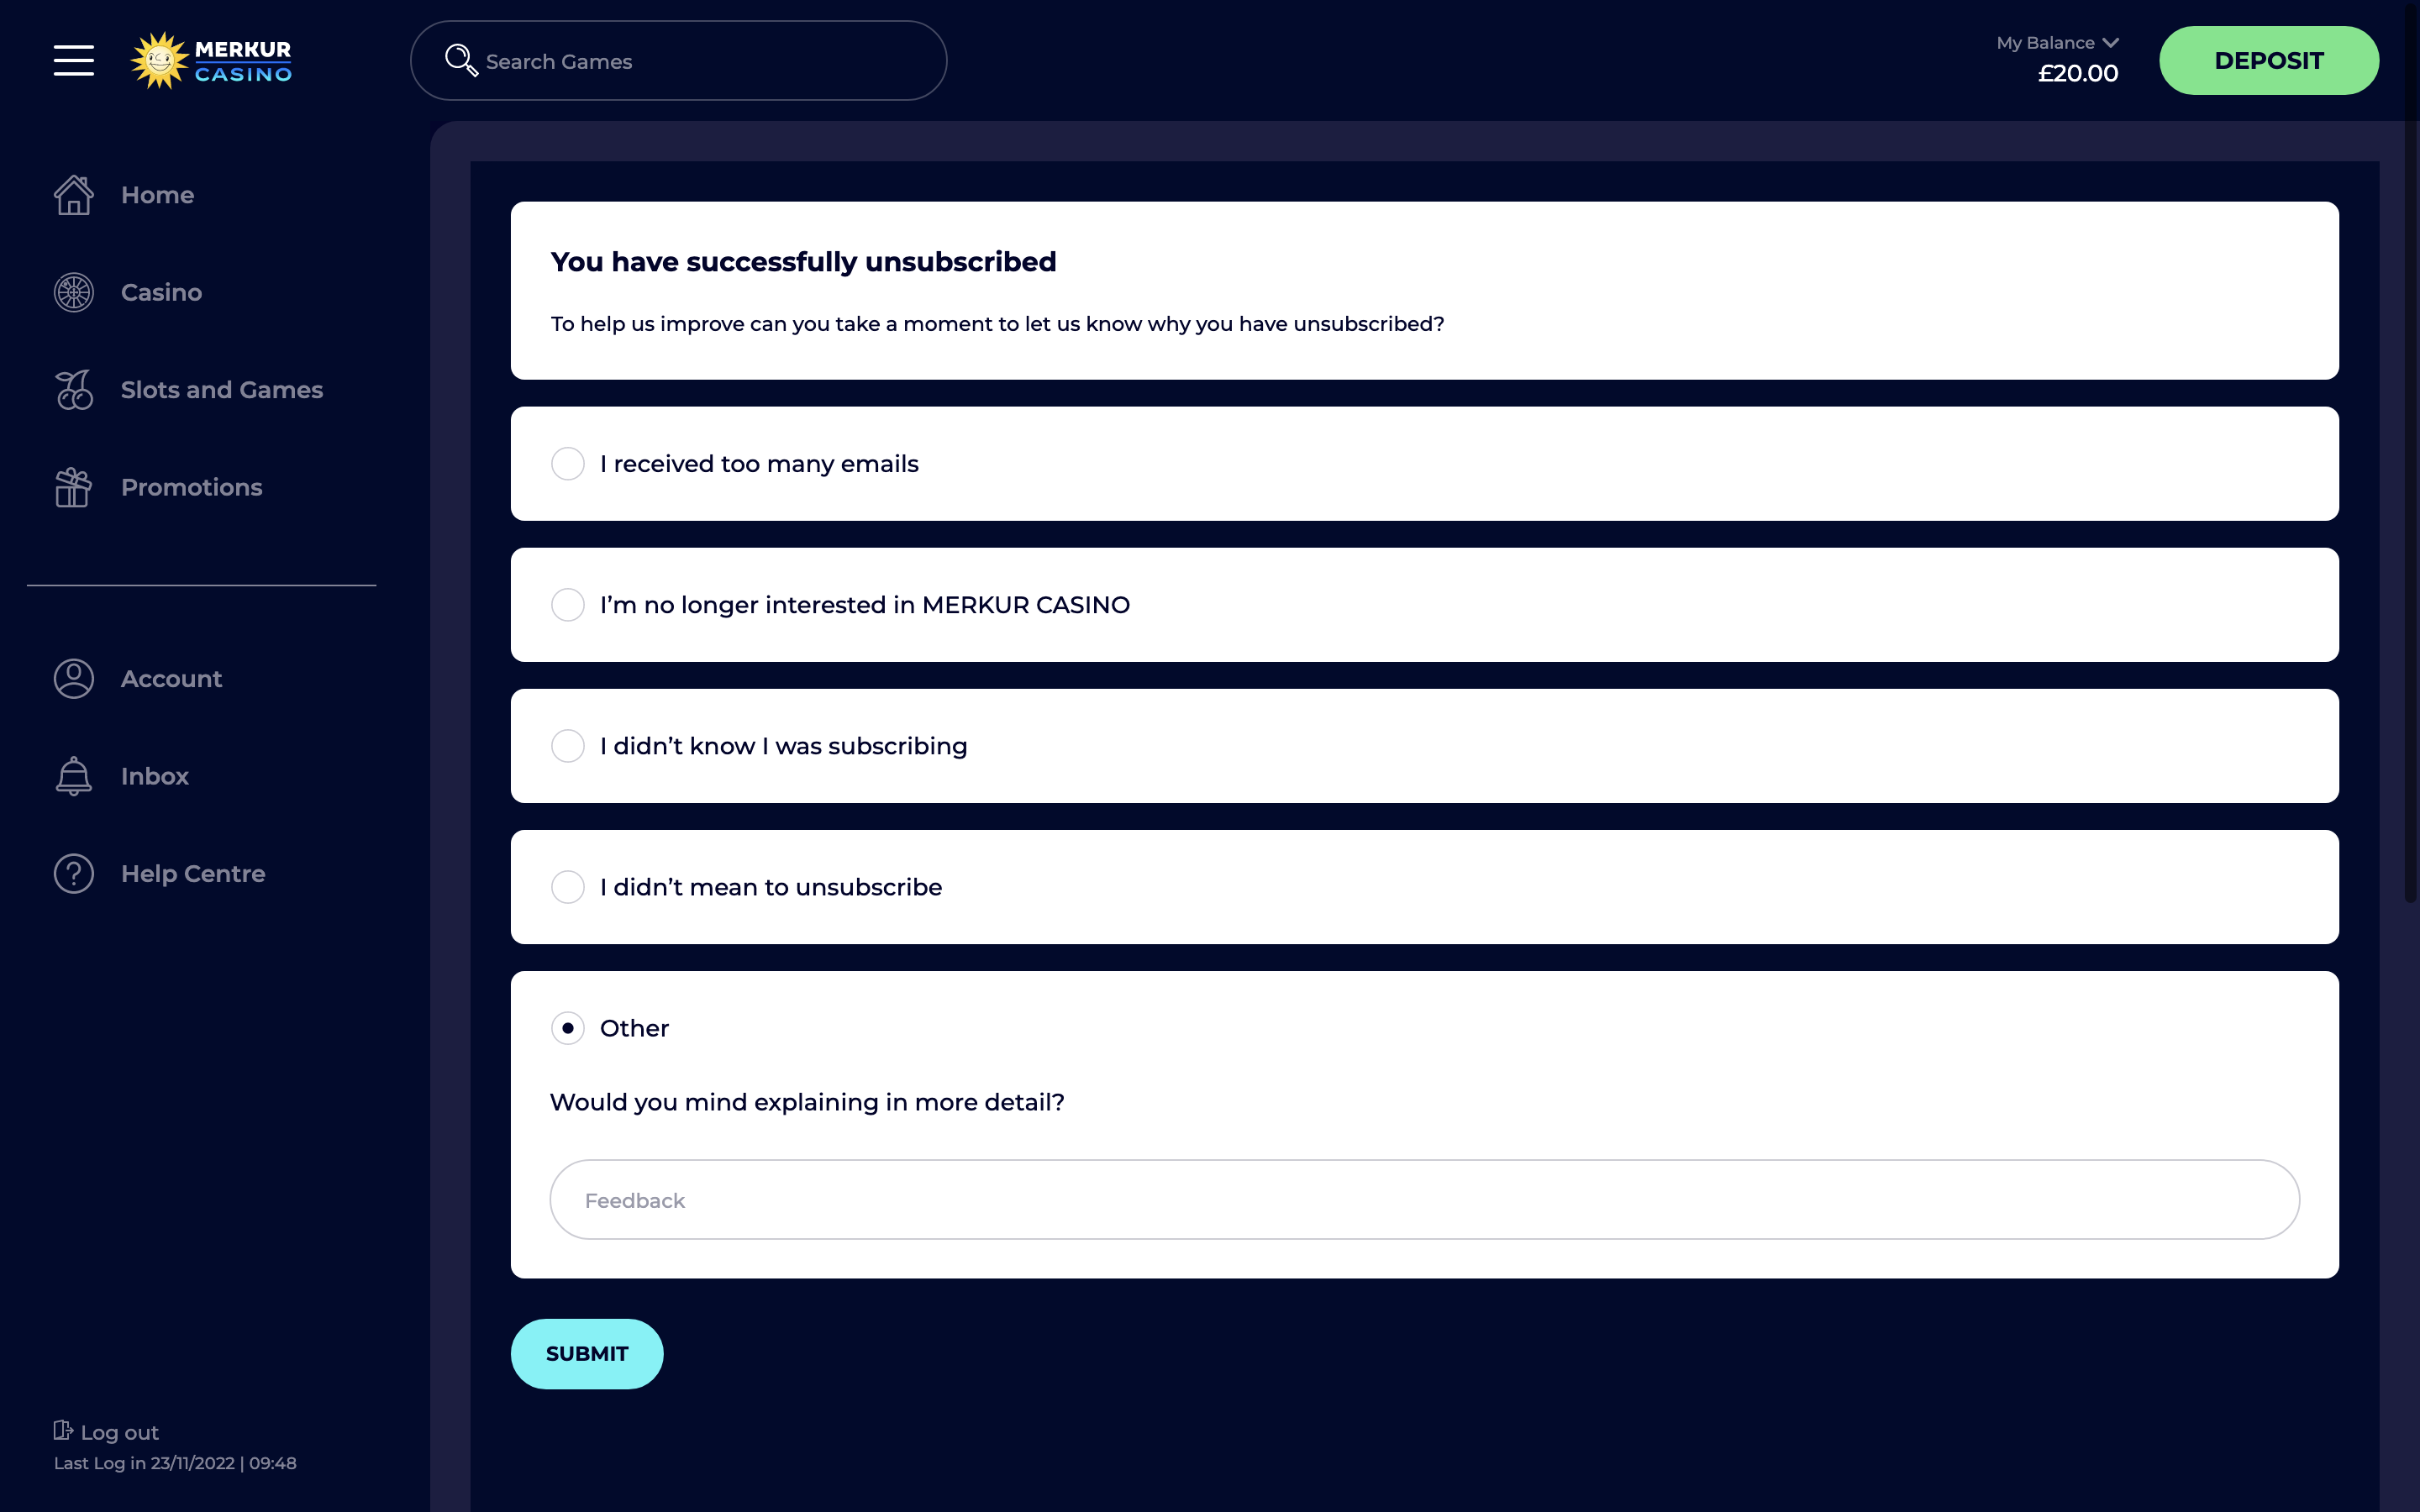 MERKUR
CASINO
Search Games
My Balance
£20.00
DEPOSIT
Home
Casino
Slots and Games
Promotions
Account
Inbox
Help Centre
Log out
Last Log in 23/11/2022 | 09:48
You have successfully unsubscribed
To help us improve can you take a moment to let us know why you have unsubscribed?
I received too many emails
I’m no longer interested in MERKUR CASINO
I didn’t know I was subscribing
I didn’t mean to unsubscribe
Other
Would you mind explaining in more detail?
Feedback
SUBMIT